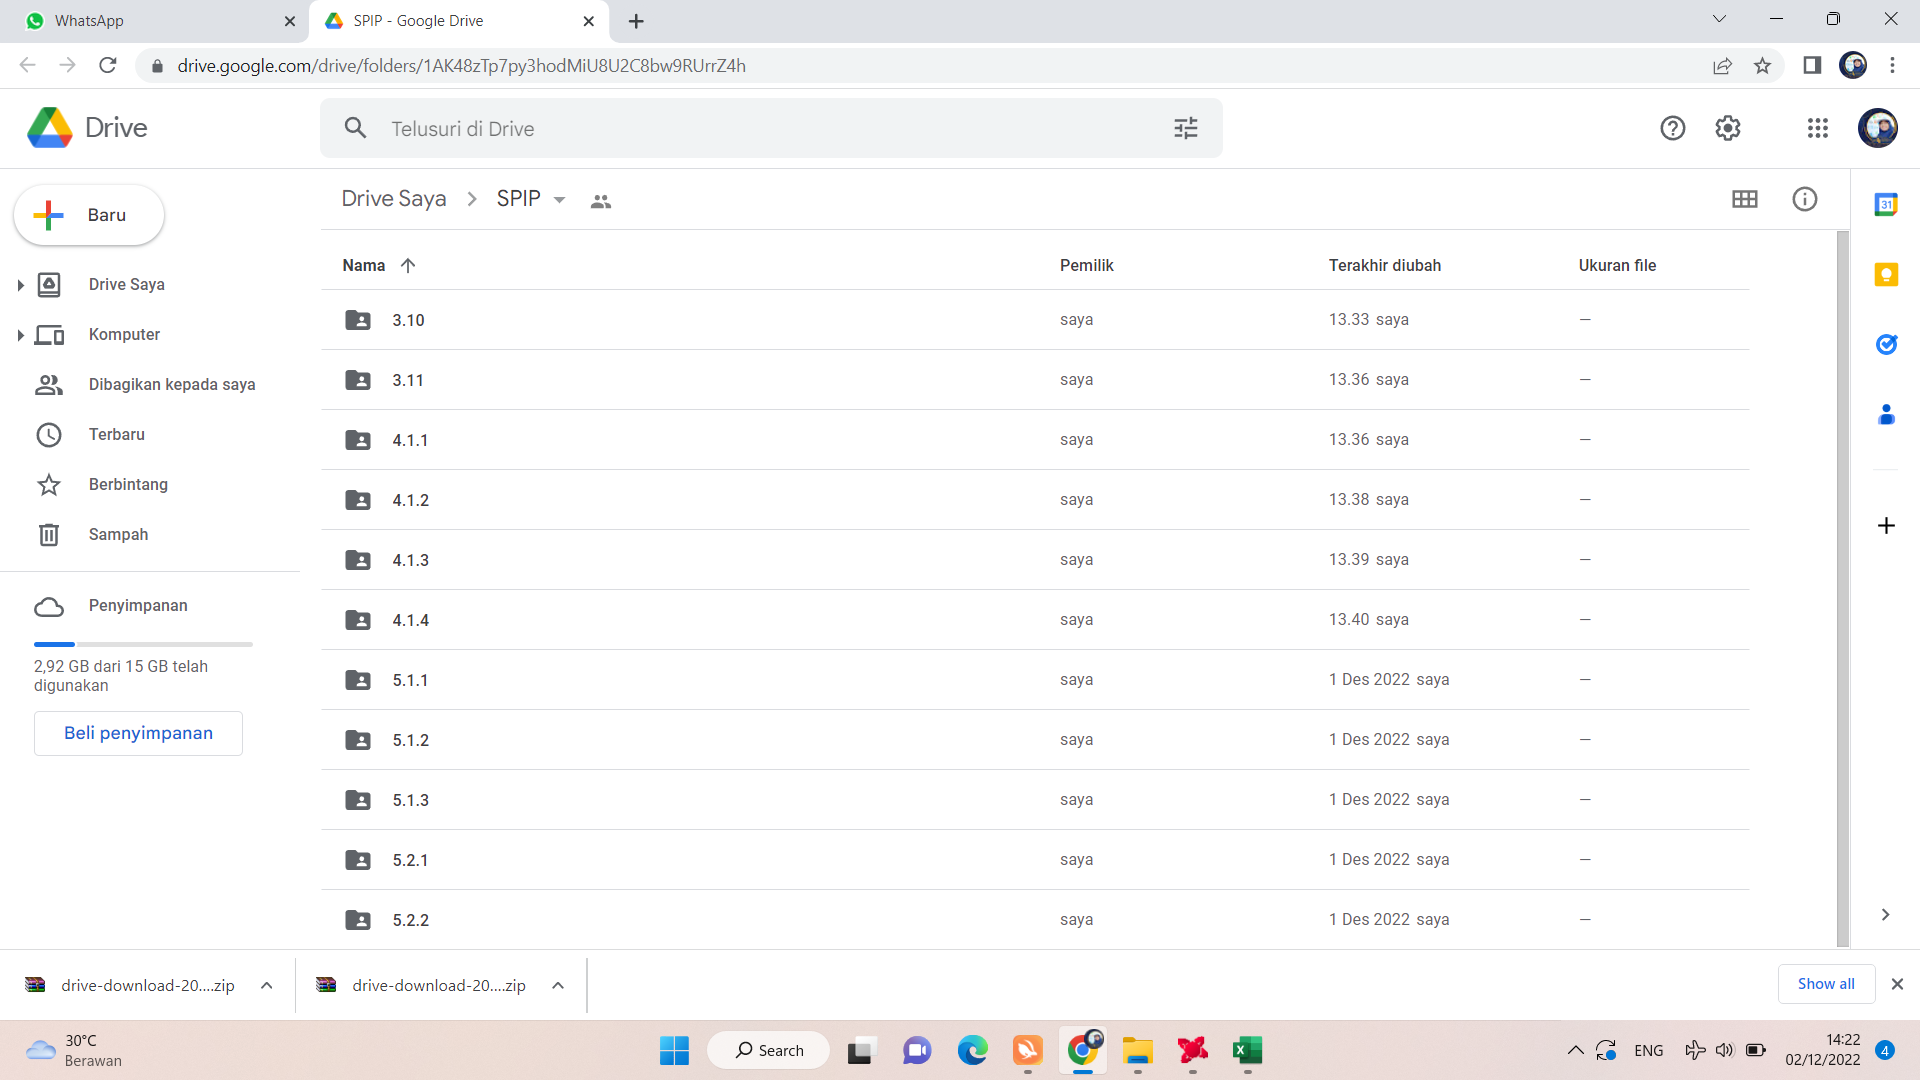 WhatsApp
SPIP - Google Drive
drive.google.com/drive/folders/1AK48zTp7py3hodMiU8U2C8bw9RUrrZ4h
Drive
Telusuri di Drive
Baru
Drive Saya
Komputer
Dibagikan kepada saya
Terbaru
Berbintang
Sampah
Penyimpanan
2,92 GB dari 15 GB telah
digunakan
Beli penyimpanan
Drive Saya > SPIP
Nama Pemilik Terakhir diubah Ukuran file
3.10 saya 13.33 saya —
3.11 saya 13.36 saya —
4.1.1 saya 13.36 saya —
4.1.2 saya 13.38 saya —
4.1.3 saya 13.39 saya —
4.1.4 saya 13.40 saya —
5.1.1 saya 1 Des 2022 saya —
5.1.2 saya 1 Des 2022 saya —
5.1.3 saya 1 Des 2022 saya —
5.2.1 saya 1 Des 2022 saya —
5.2.2 saya 1 Des 2022 saya —
31
drive-download-20....zip
drive-download-20....zip
Show all
30°C
Berawan
Search
ENG
14:22
02/12/2022
4